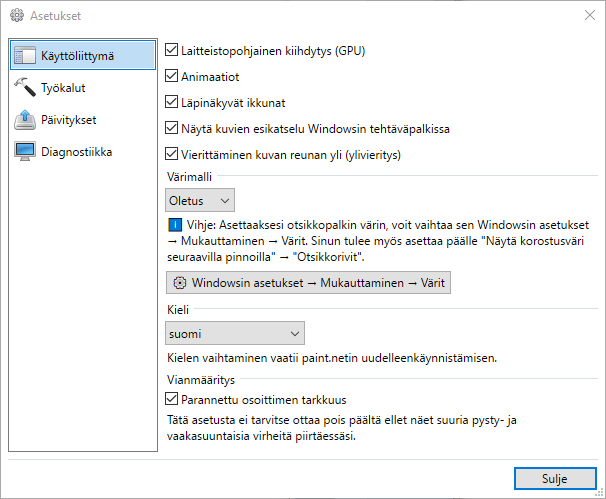 Asetukset
Käyttöliittymä
Työkalut
Päivitykset
Diagnostiikka
Laitteistopohjainen kiihdytys (GPU)
Animaatiot
Läpinäkyvät ikkunat
Näytä kuvien esikatselu Windowsin tehtäväpalkissa
Vierittäminen kuvan reunan yli (ylivieritys)
Värimalli
Oletus
Vihje: Asettaaksesi otsikkopalkin värin, voit vaihtaa sen Windowsin asetukset
→ Mukauttaminen → Värit. Sinun tulee myös asettaa päälle "Näytä korostusväri
seuraavilla pinnoilla" → "Otsikkorivit".
Windowsin asetukset → Mukauttaminen → Värit
Kieli
suomi
Kielen vaihtaminen vaatii paint.netin uudelleenkäynnistämisen.
Vianmääritys
Parannettu osoittimen tarkkuus
Tätä asetusta ei tarvitse ottaa pois päältä ellet näet suuria pysty- ja
vaakasuuntaisia virheitä piirtäessäsi.
Sulje